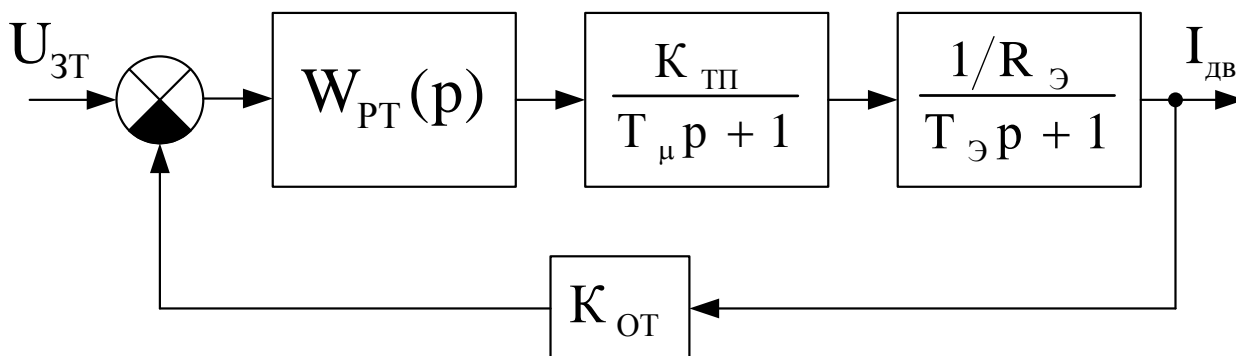 U_ЗТ
W_РТ(p)
К_ТП
T_μ p + 1
1/R_Э
T_Э p + 1
I_дв
К_ОТ